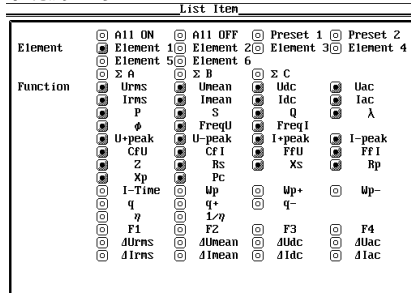 List Item
All ON All OFF Preset 1 Preset 2
Element Element 1 Element 2 Element 3 Element 4
Element 5 Element 6
Σ A Σ B Σ C
Function Urms Umean Udc Uac
Irms Imean Idc Iac
P S Q λ
ϕ FreqU FreqI
U+peak U-peak I+peak I-peak
CfU CfI FfU FfI
Z Rs Xs Rp
Xp Pc
I-Time Wp Wp+ Wp-
q q+ q-
η 1/η
F1 F2 F3 F4
ΔUrms ΔUmean ΔUdc ΔUac
ΔIrms ΔImean ΔIdc ΔIac